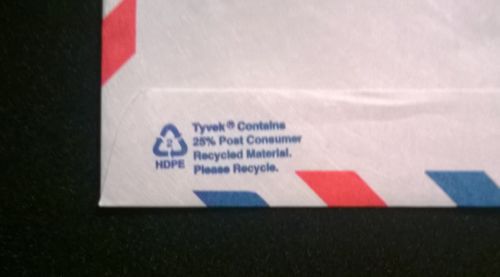 Tyvek® Contains
25% Post Consumer
Recycled Material.
Please Recycle.
2
HDPE